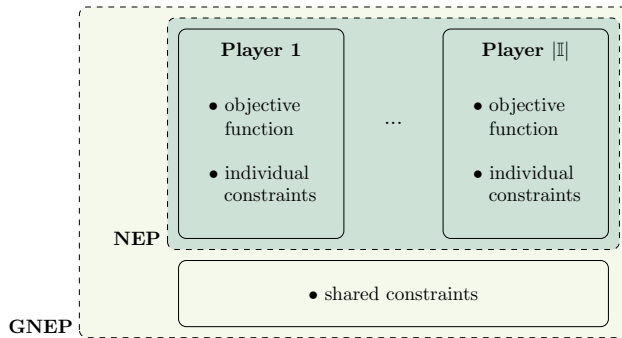 Player 1
• objective
function
• individual
constraints
...
Player |𝕀|
• objective
function
• individual
constraints
NEP
• shared constraints
GNEP